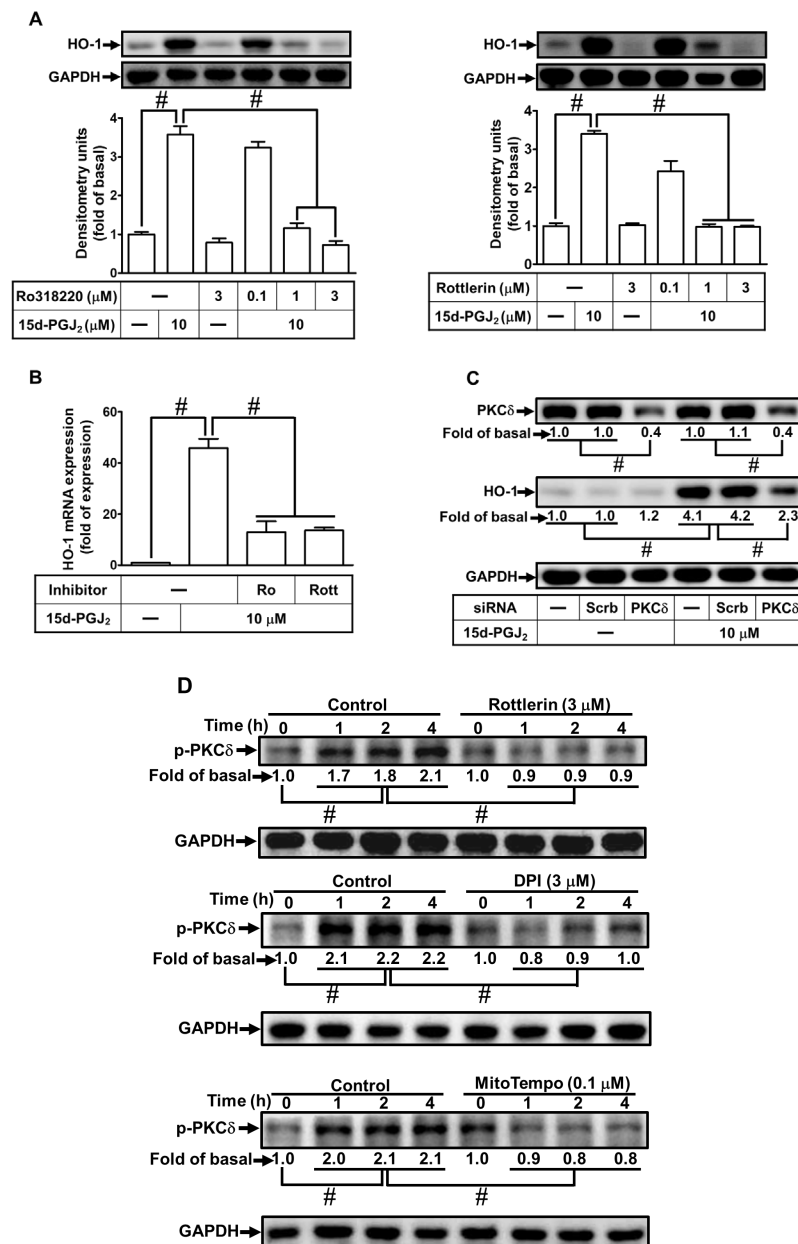 A
HO-1
GAPDH
# #
Densitometry units
(fold of basal)
4
3
2
1
0
Ro318220 (μM) — 3 0.1 1 3
15d-PGJ₂ (μM) — 10 — 10
HO-1
GAPDH
# #
Densitometry units
(fold of basal)
4
3
2
1
0
Rottlerin (μM) — 3 0.1 1 3
15d-PGJ₂ (μM) — 10 — 10
B
# #
HO-1 mRNA expression
(fold of expression)
60
40
20
0
Inhibitor — Ro Rott
15d-PGJ₂ — 10 μM
C
PKCδ
Fold of basal 1.0 1.0 0.4 1.0 1.1 0.4
# #
HO-1
Fold of basal 1.0 1.0 1.2 4.1 4.2 2.3
# #
GAPDH
siRNA — Scrb PKCδ — Scrb PKCδ
15d-PGJ₂ — 10 μM
D
Control Rottlerin (3 μM)
Time (h) 0 1 2 4 0 1 2 4
p-PKCδ
Fold of basal 1.0 1.7 1.8 2.1 1.0 0.9 0.9 0.9
# #
GAPDH
Control DPI (3 μM)
Time (h) 0 1 2 4 0 1 2 4
p-PKCδ
Fold of basal 1.0 2.1 2.2 2.2 1.0 0.8 0.9 1.0
# #
GAPDH
Control MitoTempo (0.1 μM)
Time (h) 0 1 2 4 0 1 2 4
p-PKCδ
Fold of basal 1.0 2.0 2.1 2.1 1.0 0.9 0.8 0.8
# #
GAPDH